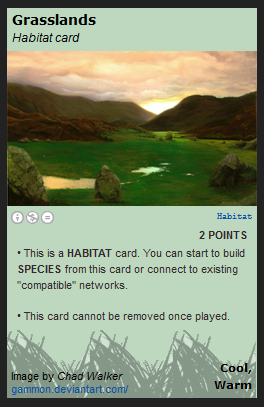 Grasslands
Habitat card
Habitat
2 POINTS
• This is a HABITAT card. You can start to build
SPECIES from this card or connect to existing
"compatible" networks.
• This card cannot be removed once played.
Image by Chad Walker
gammon.deviantart.com/
Cool,
Warm